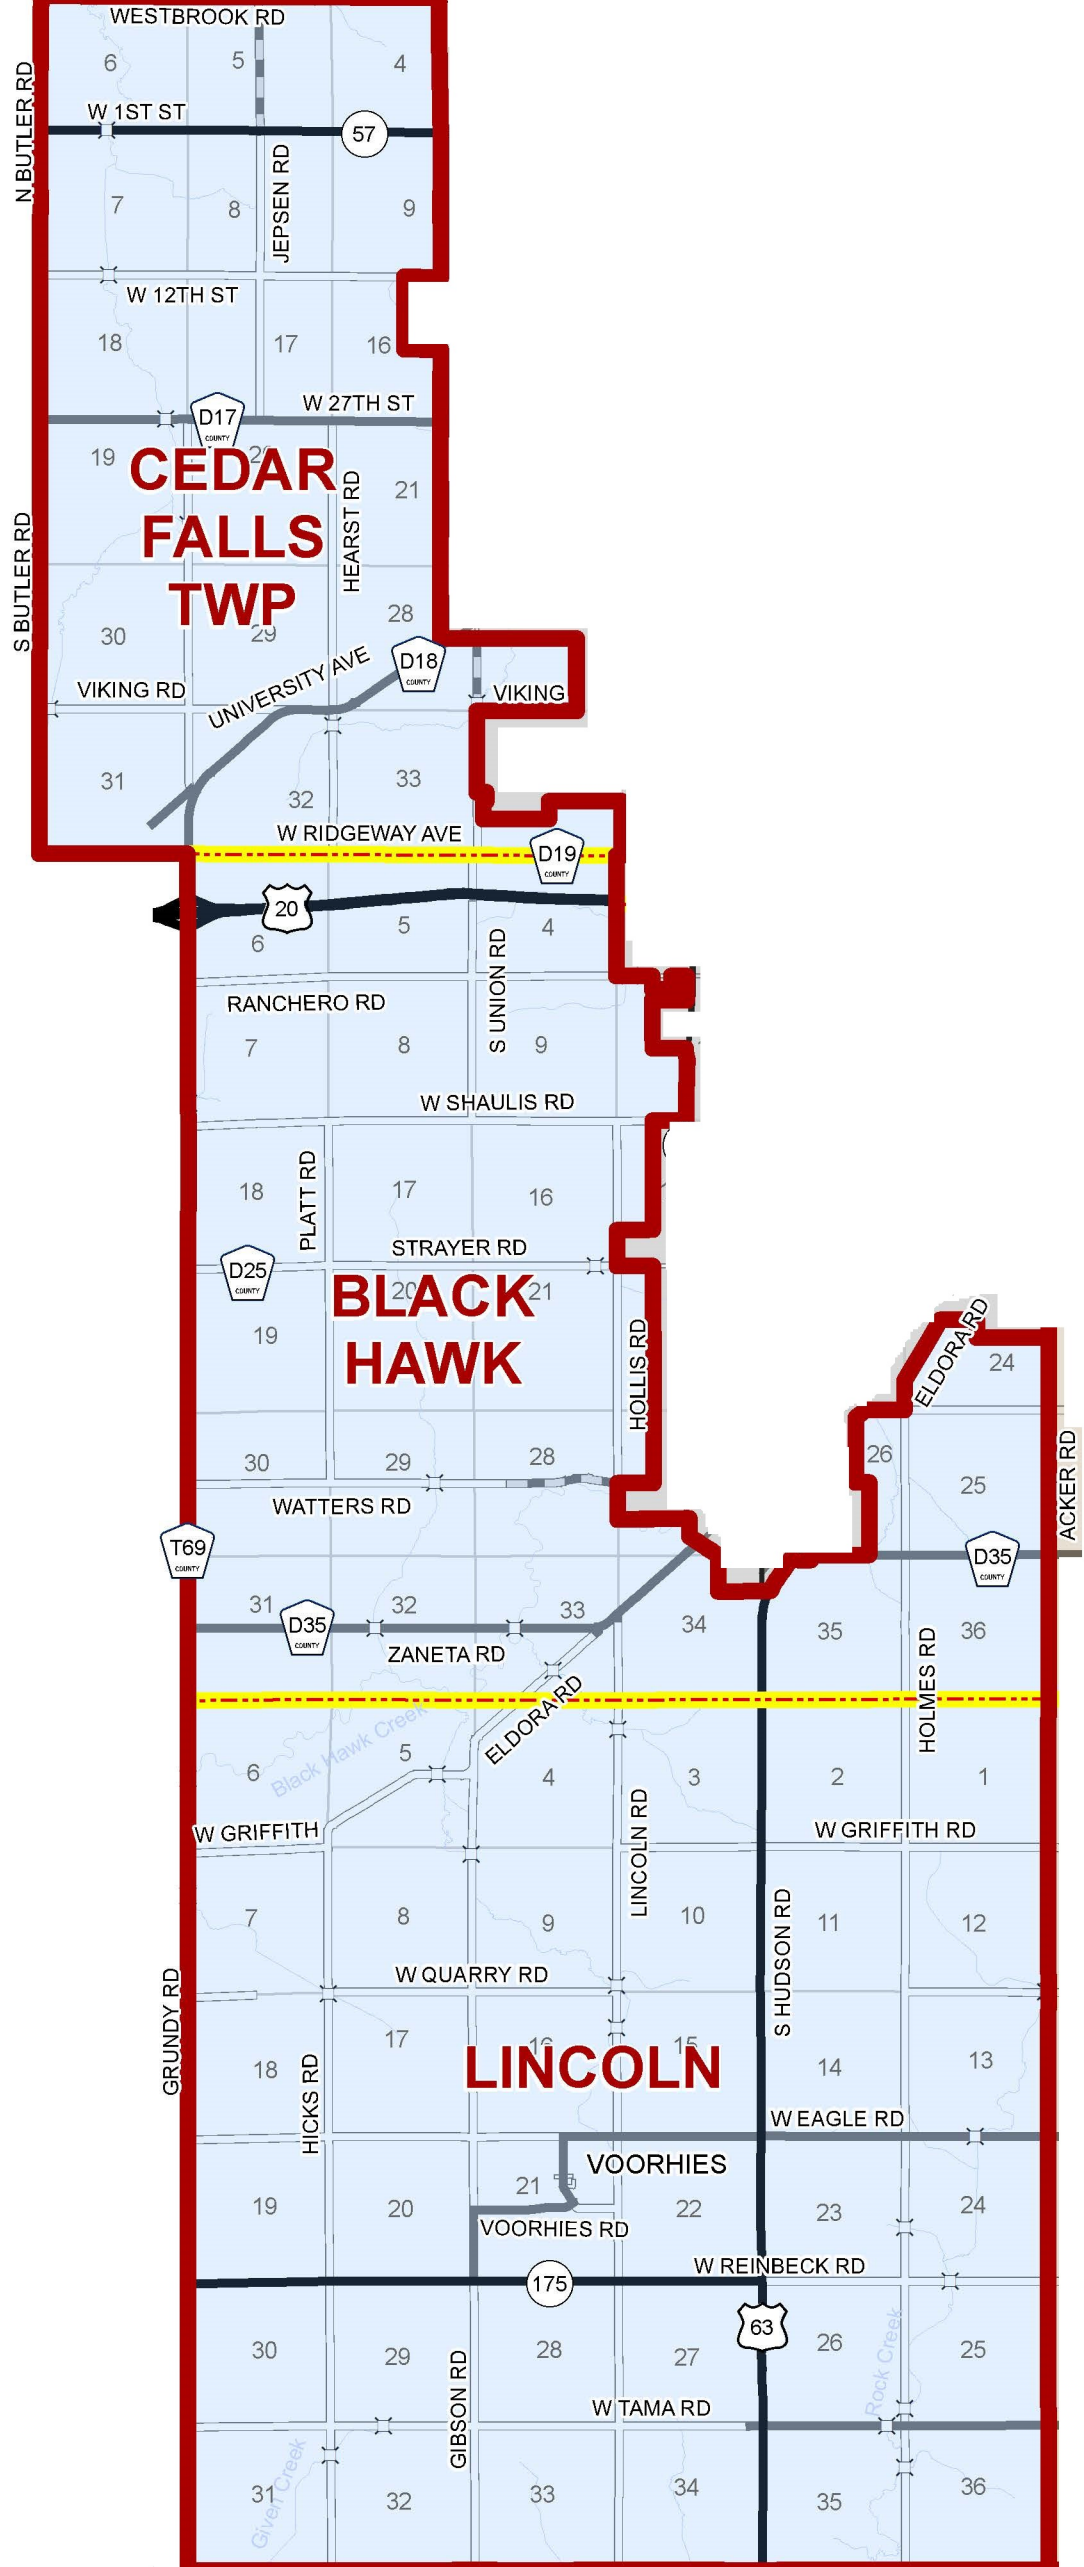 WESTBROOK RD
6
5
4
N BUTLER RD
W 1ST ST
57
JEPSEN RD
7
8
9
W 12TH ST
18
17
16
W 27TH ST
D17
COUNTY
19
20
CEDAR
FALLS
TWP
HEARST RD
21
S BUTLER RD
30
29
28
D18
COUNTY
VIKING RD
UNIVERSITY AVE
VIKING
31
32
33
W RIDGEWAY AVE
D19
COUNTY
20
6
5
4
S UNION RD
RANCHERO RD
7
8
9
W SHAULIS RD
18
PLATT RD
17
16
STRAYER RD
D25
COUNTY
BLACK
HAWK
20
21
19
HOLLIS RD
ELDORA RD
24
30
29
28
26
25
ACKER RD
WATTERS RD
T69
COUNTY
D35
COUNTY
31
32
33
34
35
36
D35
COUNTY
ZANETA RD
HOLMES RD
ELDORA RD
Black Hawk Creek
6
5
4
3
2
1
W GRIFFITH
LINCOLN RD
W GRIFFITH RD
7
8
9
10
11
12
W QUARRY RD
S HUDSON RD
GRUNDY RD
18
17
16
15
14
13
LINCOLN
HICKS RD
W EAGLE RD
VOORHIES
19
20
21
22
23
24
VOORHIES RD
W REINBECK RD
175
63
30
29
28
27
26
25
Rock Creek
GIBSON RD
W TAMA RD
Given Creek
31
32
33
34
35
36